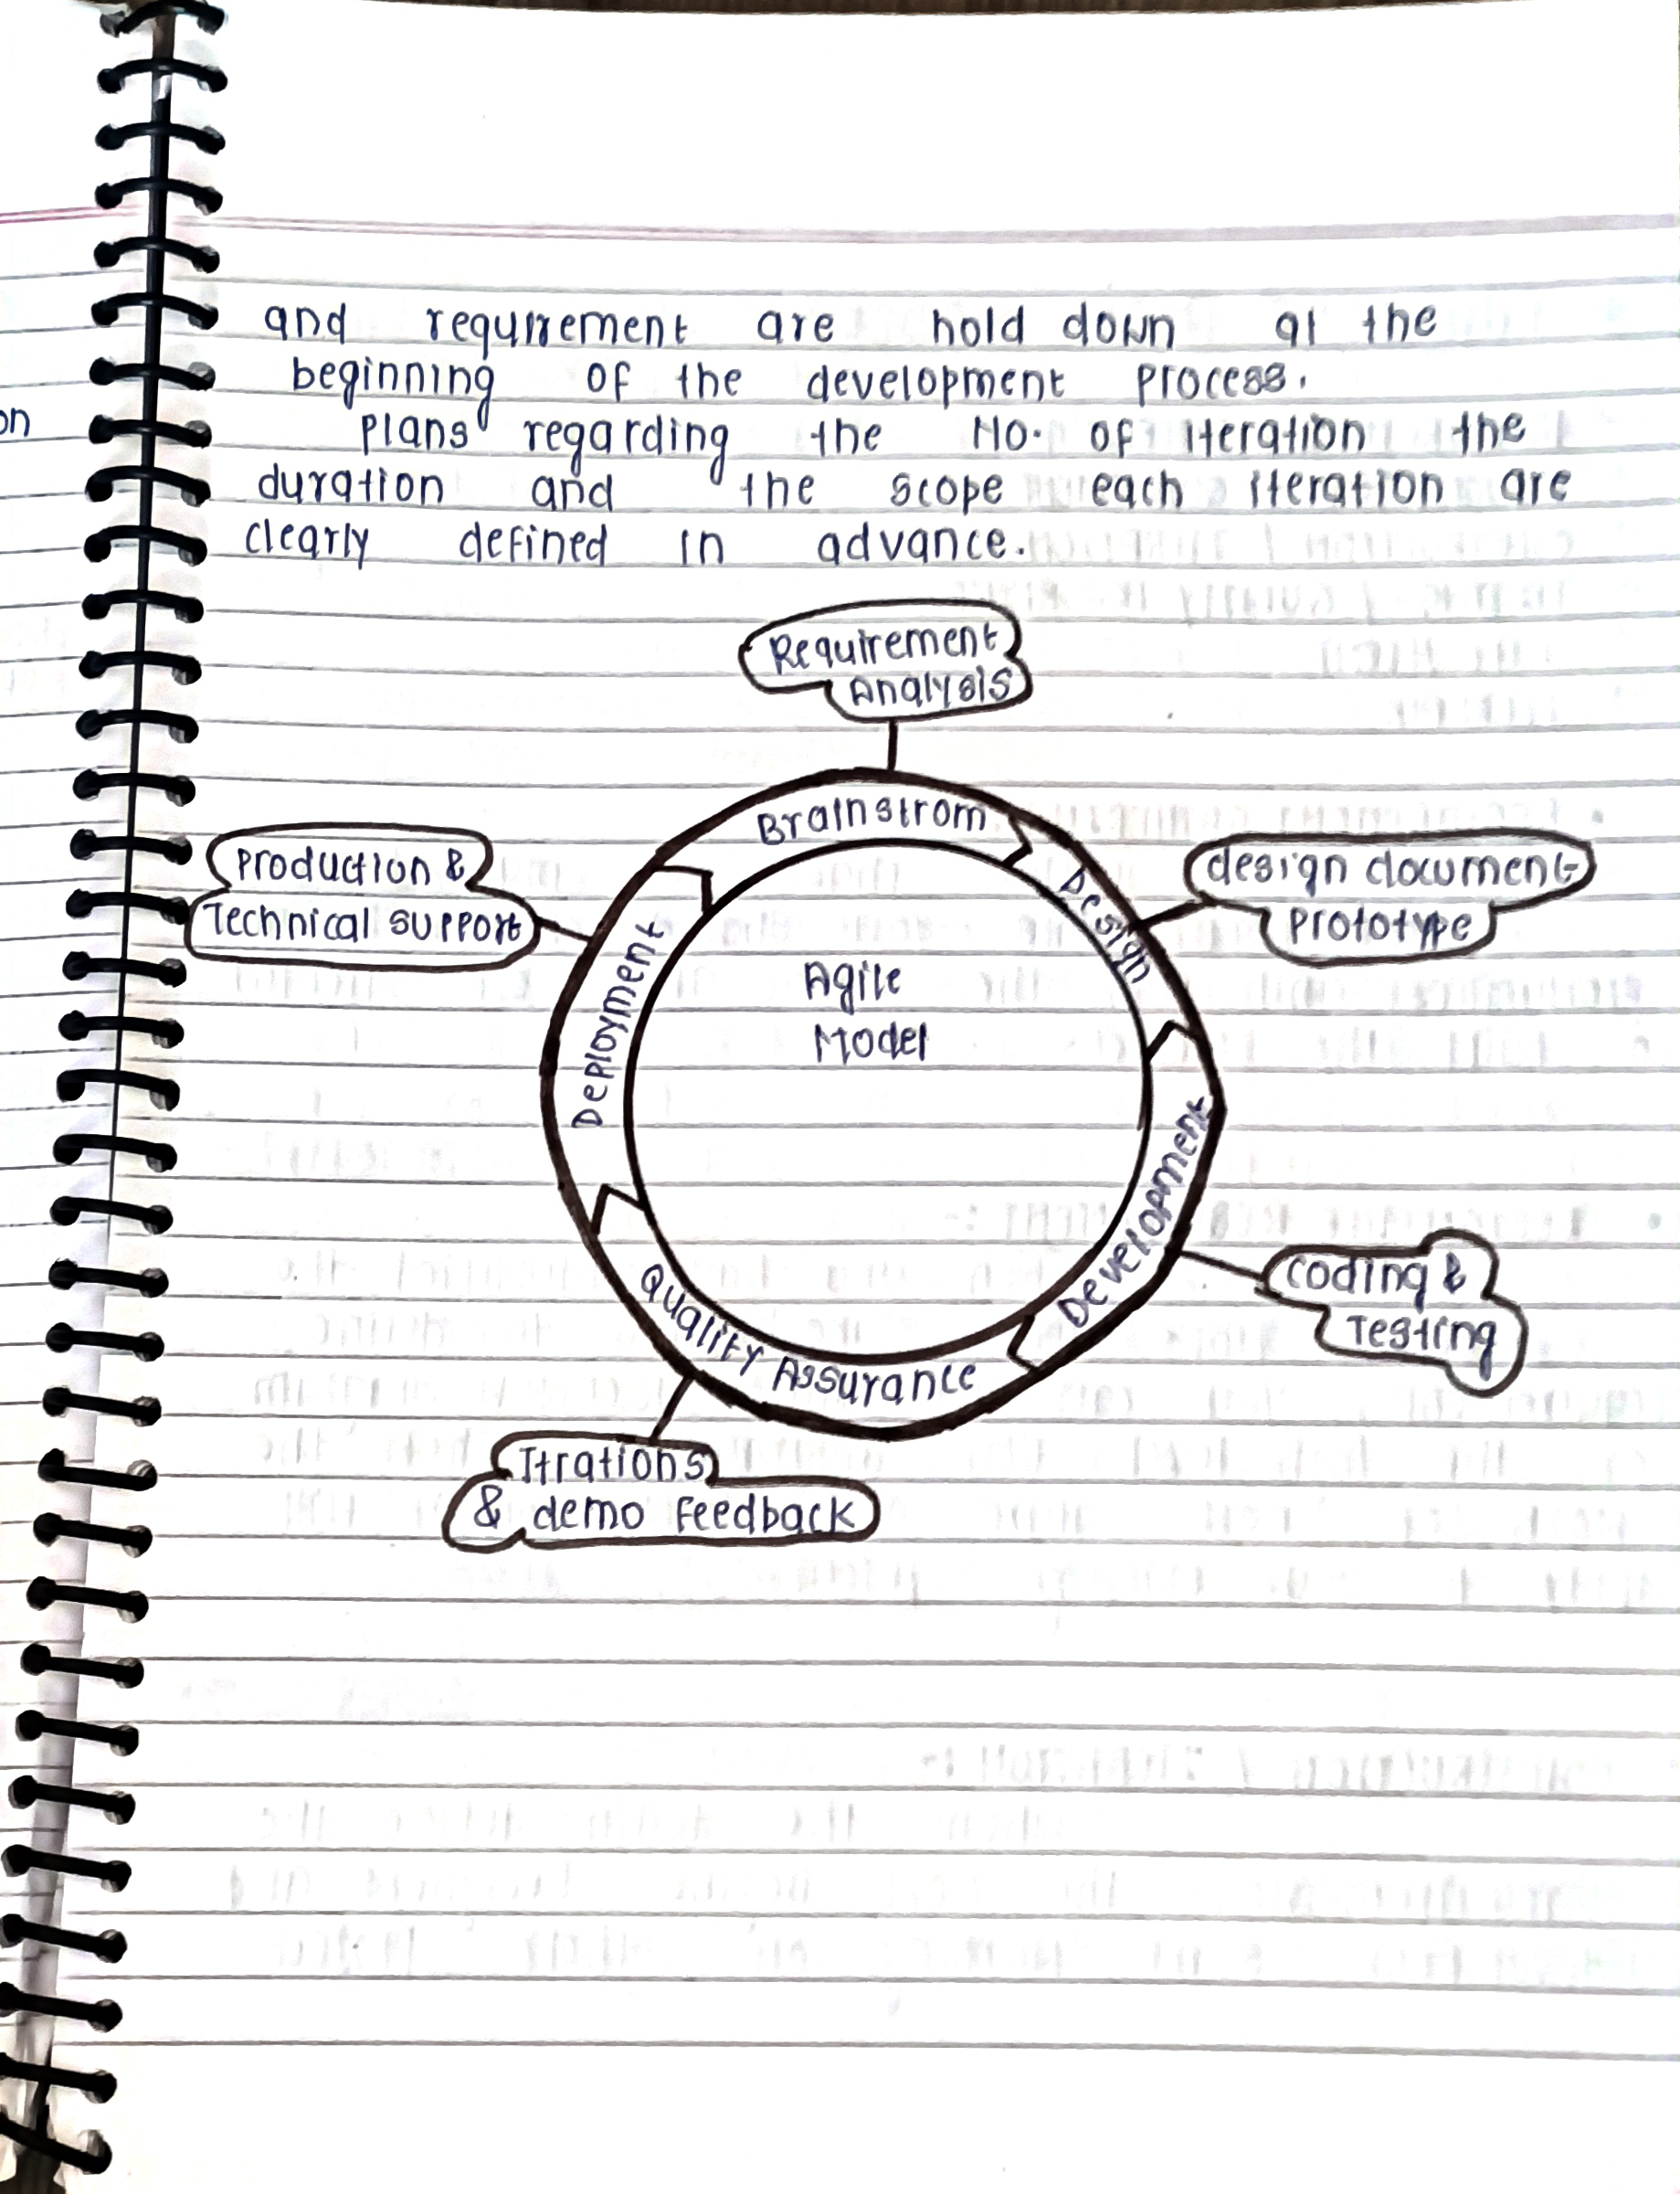 and requirement are hold down at the
beginning of the development process.
plans regarding the No. of iteration the
duration and the scope each iteration are
clearly defined in advance.
on
Requirement
Analysis
Brainstrom
Production &
Technical support
design document
prototype
Design
Deployment
Agile
Model
Development
coding &
Testing
Quality Assurance
Itrations
& demo feedback